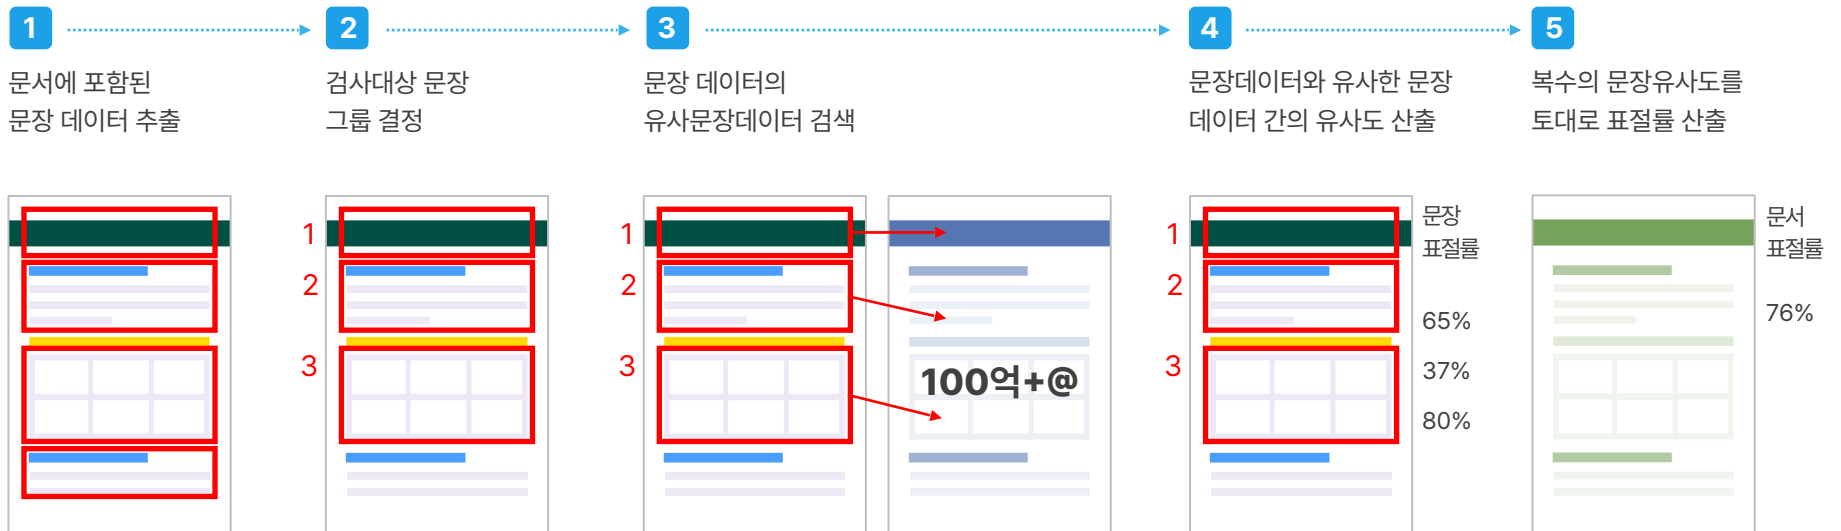 1
문서에 포함된
문장 데이터 추출
2
검사대상 문장
그룹 결정
1
2
3
3
문장 데이터의
유사문장데이터 검색
1
2
3
100억+@
4
문장데이터와 유사한 문장
데이터 간의 유사도 산출
1
2
3
문장
표절률
65%
37%
80%
5
복수의 문장유사도를
토대로 표절률 산출
문서
표절률
76%